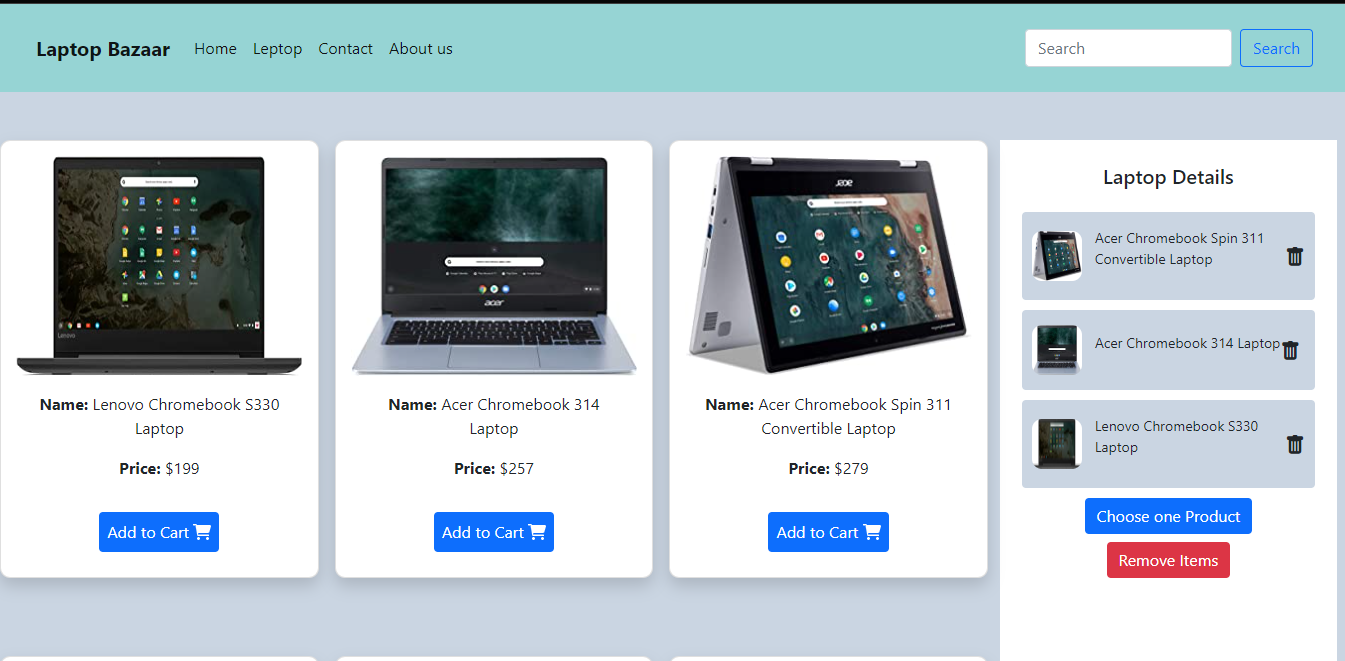 Laptop Bazaar Home Leptop Contact About us Search Search
Lenovo
acer
acer
Name: Lenovo Chromebook S330
Laptop
Price: $199
Add to Cart
Name: Acer Chromebook 314
Laptop
Price: $257
Add to Cart
Name: Acer Chromebook Spin 311
Convertible Laptop
Price: $279
Add to Cart
Laptop Details
Acer Chromebook Spin 311
Convertible Laptop
Acer Chromebook 314 Laptop
Lenovo Chromebook S330
Laptop
Choose one Product
Remove Items